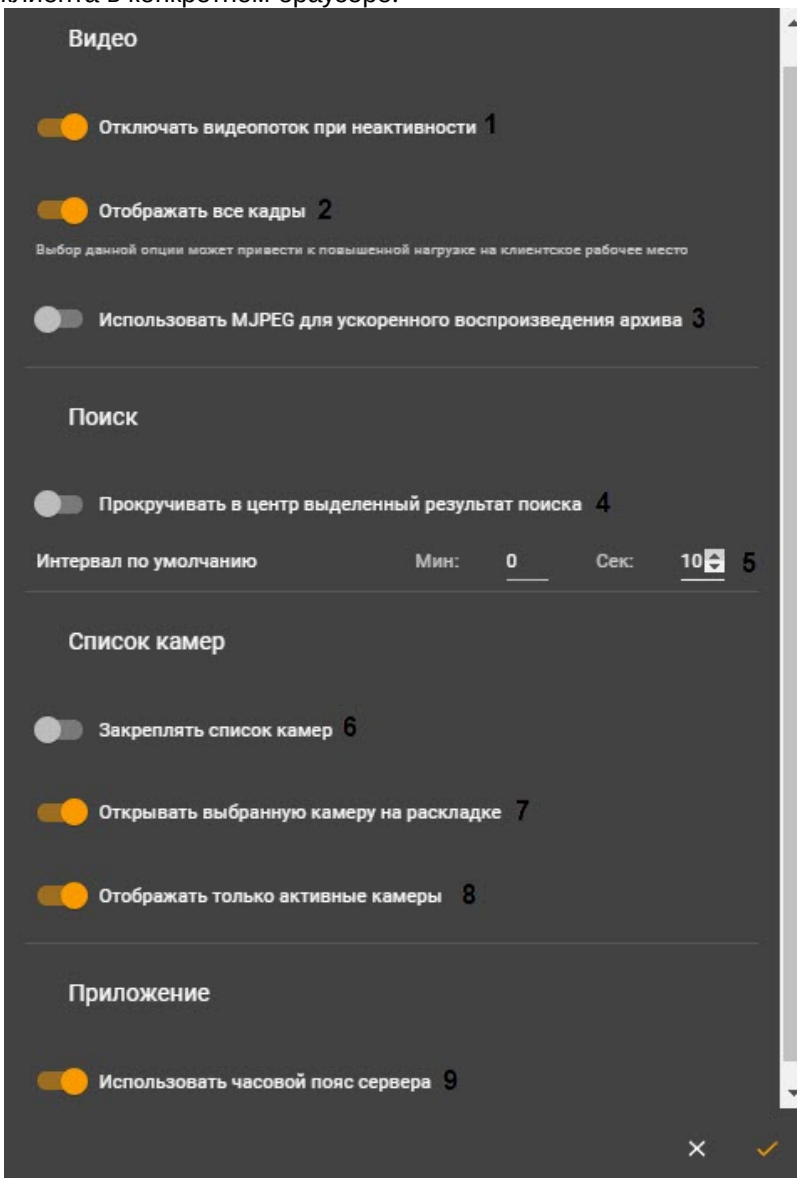 клиента в конкретном браузере.
Видео
Отключать видеопоток при неактивности 1
Отображать все кадры 2
Выбор данной опции может привести к повышенной нагрузке на клиентское рабочее место
Использовать MJPEG для ускоренного воспроизведения архива 3
Поиск
Прокручивать в центр выделенный результат поиска 4
Интервал по умолчанию Мин: 0 Сек: 10 5
Список камер
Закреплять список камер 6
Открывать выбранную камеру на раскладке 7
Отображать только активные камеры 8
Приложение
Использовать часовой пояс сервера 9